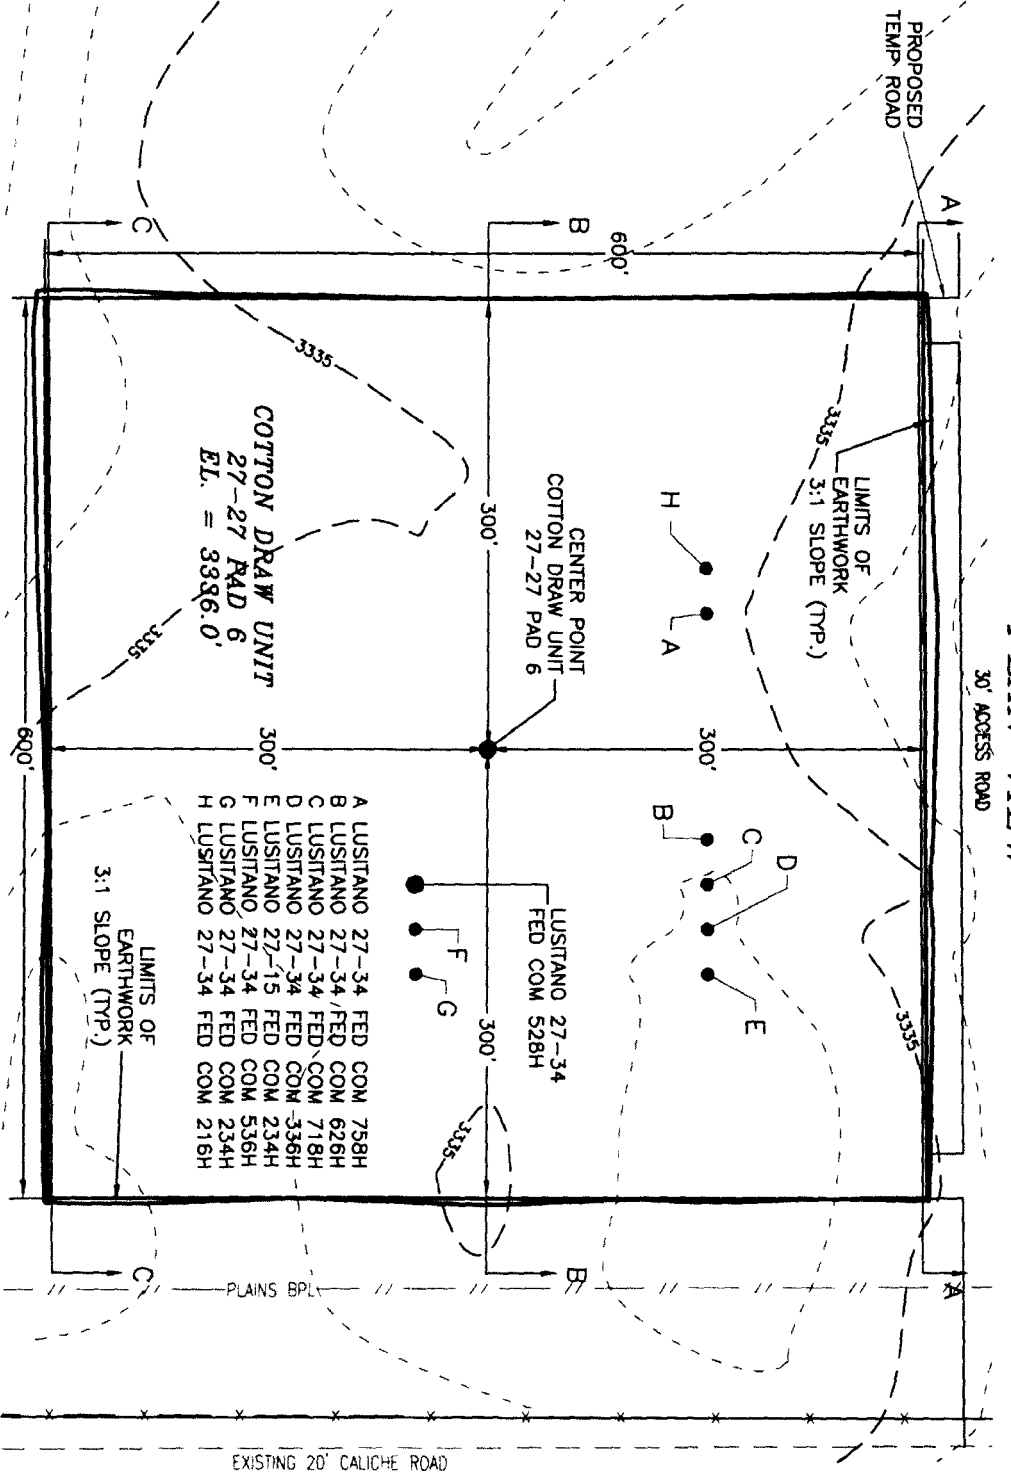 PROPOSED
TEMP ROAD
A
B
C
600'
30' ACCESS ROAD
LIMITS OF
EARTHWORK
3:1 SLOPE (TYP.)
3335
3335
H
A
CENTER POINT
COTTON DRAW UNIT
27-27 PAD 6
300'
COTTON DRAW UNIT
27-27 PAD 6
3335
300'
300'
600'
B
C
D
E
LUSITANO 27-34
FED COM 528H
F
G
3335
300'
3335
A LUSITANO 27-34 FED COM 758H
B LUSITANO 27-34 FED COM 626H
C LUSITANO 27-34 FED COM 718H
D LUSITANO 27-34 FED COM 336H
E LUSITANO 27-15 FED COM 234H
F LUSITANO 27-34 FED COM 536H
G LUSITANO 27-34 FED COM 234H
H LUSITANO 27-34 FED COM 216H
LIMITS OF
EARTHWORK
3:1 SLOPE (TYP.)
A
B
C
PLAINS BPL
EXISTING 20' CALICHE ROAD